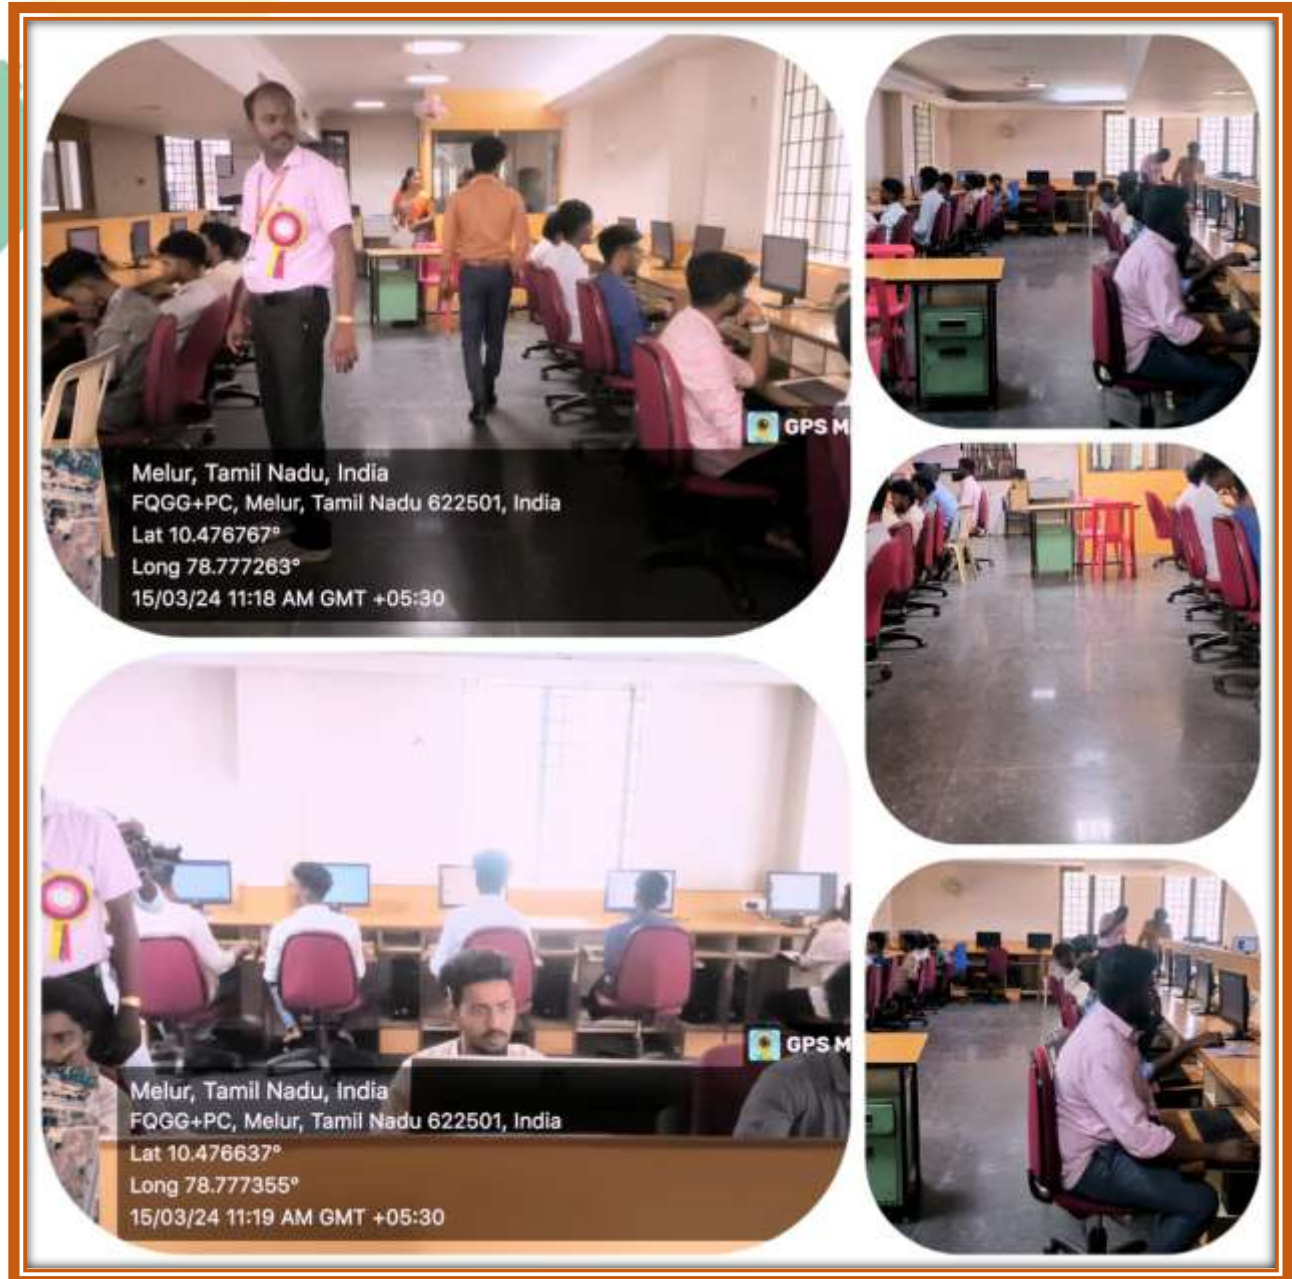 GPS M
Melur, Tamil Nadu, India
FQGG+PC, Melur, Tamil Nadu 622501, India
Lat 10.476767°
Long 78.777263°
15/03/24 11:18 AM GMT +05:30
GPS M
Melur, Tamil Nadu, India
FQGG+PC, Melur, Tamil Nadu 622501, India
Lat 10.476637°
Long 78.777355°
15/03/24 11:19 AM GMT +05:30